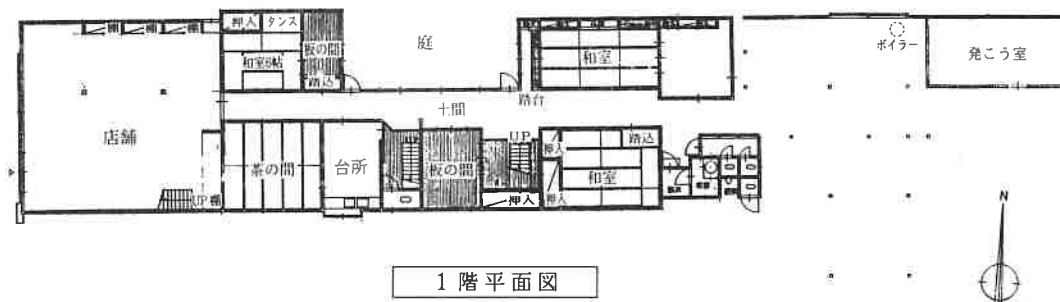 棚 棚 棚
押入 タンス
和室6帖
板の間
踏込
庭
和室
ボイラー
発こう室
土間
踏台
店舗
UP 棚
茶の間
台所
板の間
UP
押入
押入
踏込
和室
押入
1階平面図
N